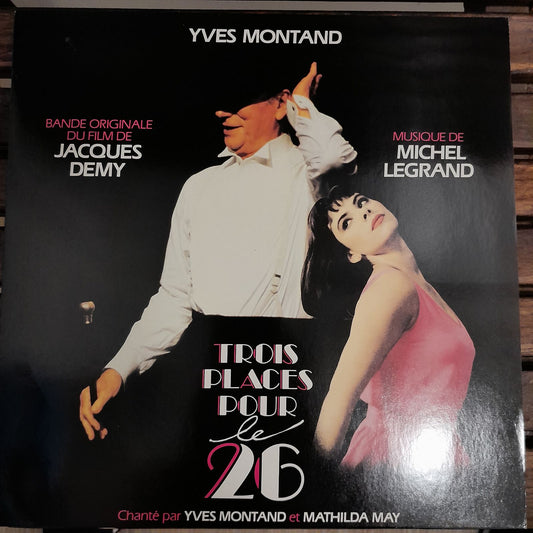 YVES MONTAND
BANDE ORIGINALE
DU FILM DE
JACQUES
DEMY
MUSIQUE DE
MICHEL
LEGRAND
TROIS
PLACES
POUR
le
26
Chanté par YVES MONTAND et MATHILDA MAY